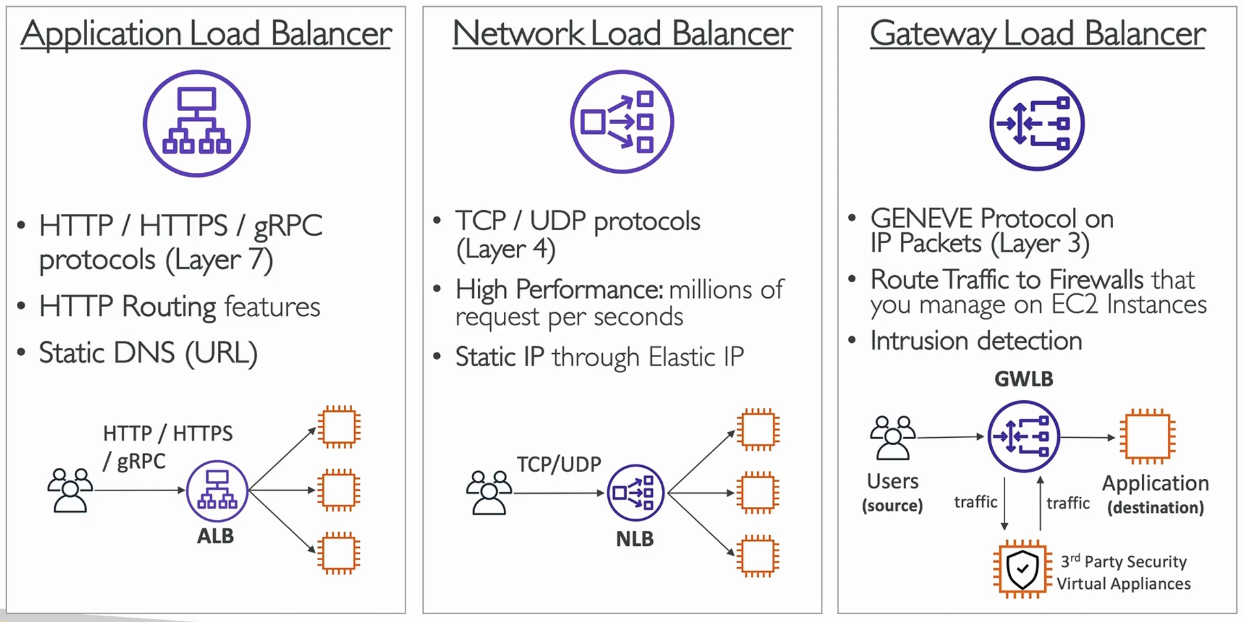 Application Load Balancer
• HTTP / HTTPS / gRPC
protocols (Layer 7)
• HTTP Routing features
• Static DNS (URL)
HTTP / HTTPS
/ gRPC
ALB
Network Load Balancer
• TCP / UDP protocols
(Layer 4)
• High Performance: millions of
request per seconds
• Static IP through Elastic IP
TCP/UDP
NLB
Gateway Load Balancer
• GENEVE Protocol on
IP Packets (Layer 3)
• Route Traffic to Firewalls that
you manage on EC2 Instances
• Intrusion detection
GWLB
Users
(source)
traffic
traffic
Application
(destination)
3rd Party Security
Virtual Appliances